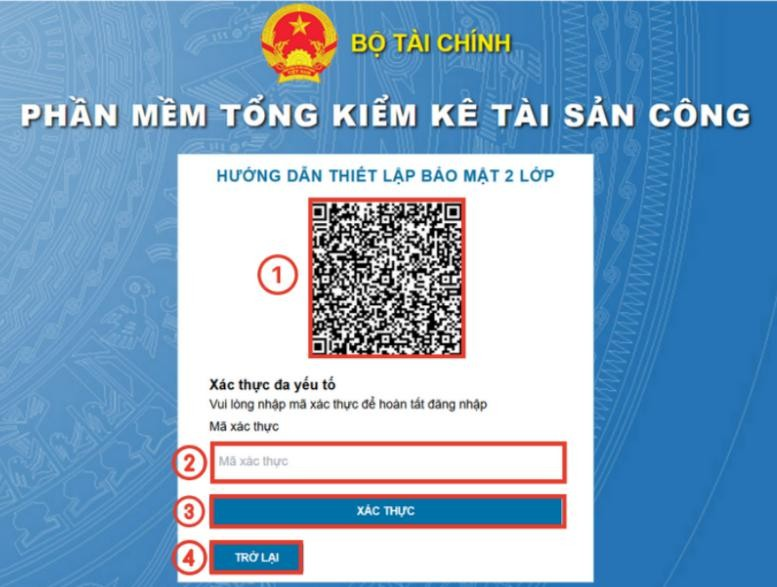 BỘ TÀI CHÍNH
PHẦN MỀM TỔNG KIỂM KÊ TÀI SẢN CÔNG
HƯỚNG DẪN THIẾT LẬP BẢO MẬT 2 LỚP
1
Xác thực đa yếu tố
Vui lòng nhập mã xác thực để hoàn tất đăng nhập
Mã xác thực
2 Mã xác thực
3 XÁC THỰC
4 TRỞ LẠI